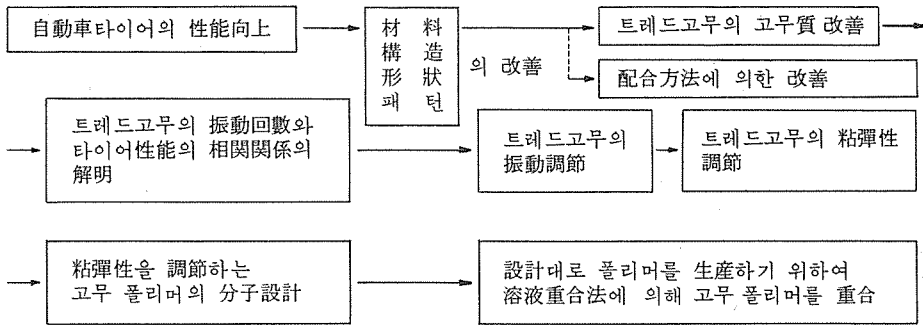 自動車타이어의 性能向上
材料
構造
形狀
패턴
의 改善
트레드고무의 고무質 改善
配合方法에 의한 改善
트레드고무의 振動回數와
타이어性能의 相関関係의
解明
트레드고무의
振動調節
트레드고무의 粘彈性
調節
粘彈性을 調節하는
고무 폴리머의 分子設計
設計대로 폴리머를 生産하기 위하여
溶液重合法에 의해 고무 폴리머를 重合